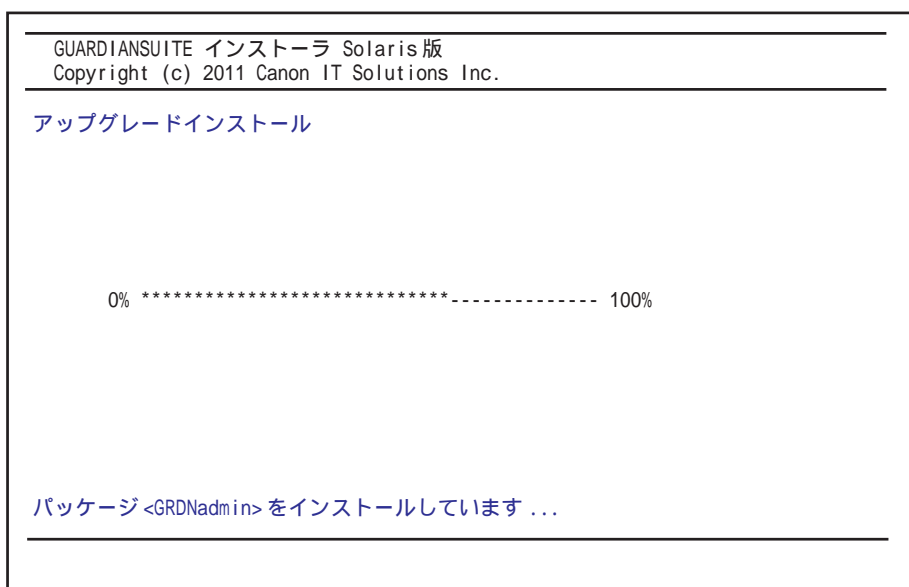 GUARDIANSUITE インストーラ Solaris版
Copyright (c) 2011 Canon IT Solutions Inc.
アップグレードインストール
0% *****************************-------------- 100%
パッケージ<GRDNadmin>をインストールしています...